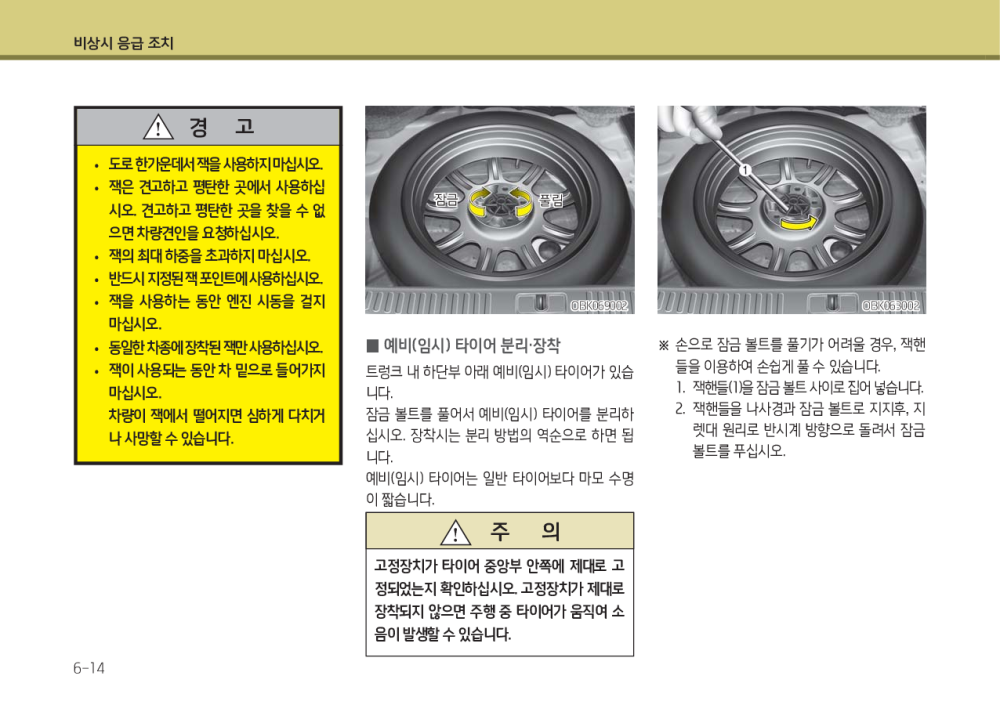 비상시 응급 조치
경 고
• 도로 한가운데서 잭을 사용하지 마십시오.
• 잭은 견고하고 평탄한 곳에서 사용하십
시오. 견고하고 평탄한 곳을 찾을 수 없
으면 차량견인을 요청하십시오.
• 잭의 최대 하중을 초과하지 마십시오.
• 반드시 지정된 잭 포인트에 사용하십시오.
• 잭을 사용하는 동안 엔진 시동을 걸지
마십시오.
• 동일한 차종에 장착된 잭만 사용하십시오.
• 잭이 사용되는 동안 차 밑으로 들어가지
마십시오.
차량이 잭에서 떨어지면 심하게 다치거
나 사망할 수 있습니다.
잠금 풀림
OBK069002
■ 예비(임시) 타이어 분리·장착
트렁크 내 하단부 아래 예비(임시) 타이어가 있습
니다.
잠금 볼트를 풀어서 예비(임시) 타이어를 분리하
십시오. 장착시는 분리 방법의 역순으로 하면 됩
니다.
예비(임시) 타이어는 일반 타이어보다 마모 수명
이 짧습니다.
주 의
고정장치가 타이어 중앙부 안쪽에 제대로 고
정되었는지 확인하십시오. 고정장치가 제대로
장착되지 않으면 주행 중 타이어가 움직여 소
음이 발생할 수 있습니다.
1
OBK063002
※ 손으로 잠금 볼트를 풀기가 어려울 경우, 잭핸
들을 이용하여 손쉽게 풀 수 있습니다.
1. 잭핸들(1)을 잠금 볼트 사이로 집어 넣습니다.
2. 잭핸들을 나사경과 잠금 볼트로 지지후, 지
렛대 원리로 반시계 방향으로 돌려서 잠금
볼트를 푸십시오.
6-14